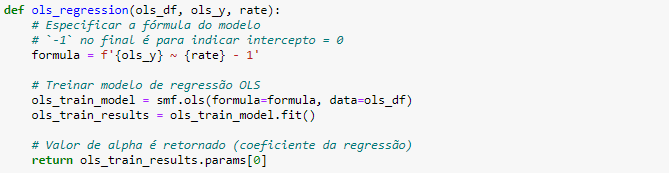 def ols_regression(ols_df, ols_y, rate):
    # Especificar a fórmula do modelo
    # `-1` no final é para indicar intercepto = 0
    formula = f'{ols_y} ~ {rate} - 1'
    # Treinar modelo de regressão OLS
    ols_train_model = smf.ols(formula=formula, data=ols_df)
    ols_train_results = ols_train_model.fit()
    # Valor de alpha é retornado (coeficiente da regressão)
    return ols_train_results.params[0]